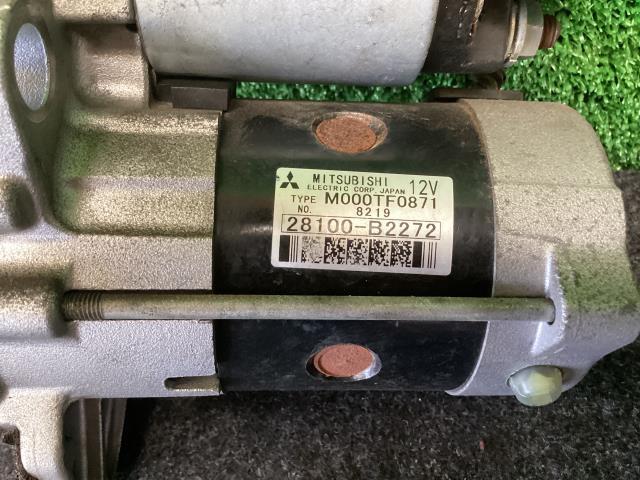 MITSUBISHI 12V
ELECTRIC CORP. JAPAN
TYPE M000TF0871
NO. 8219
28100-B2272